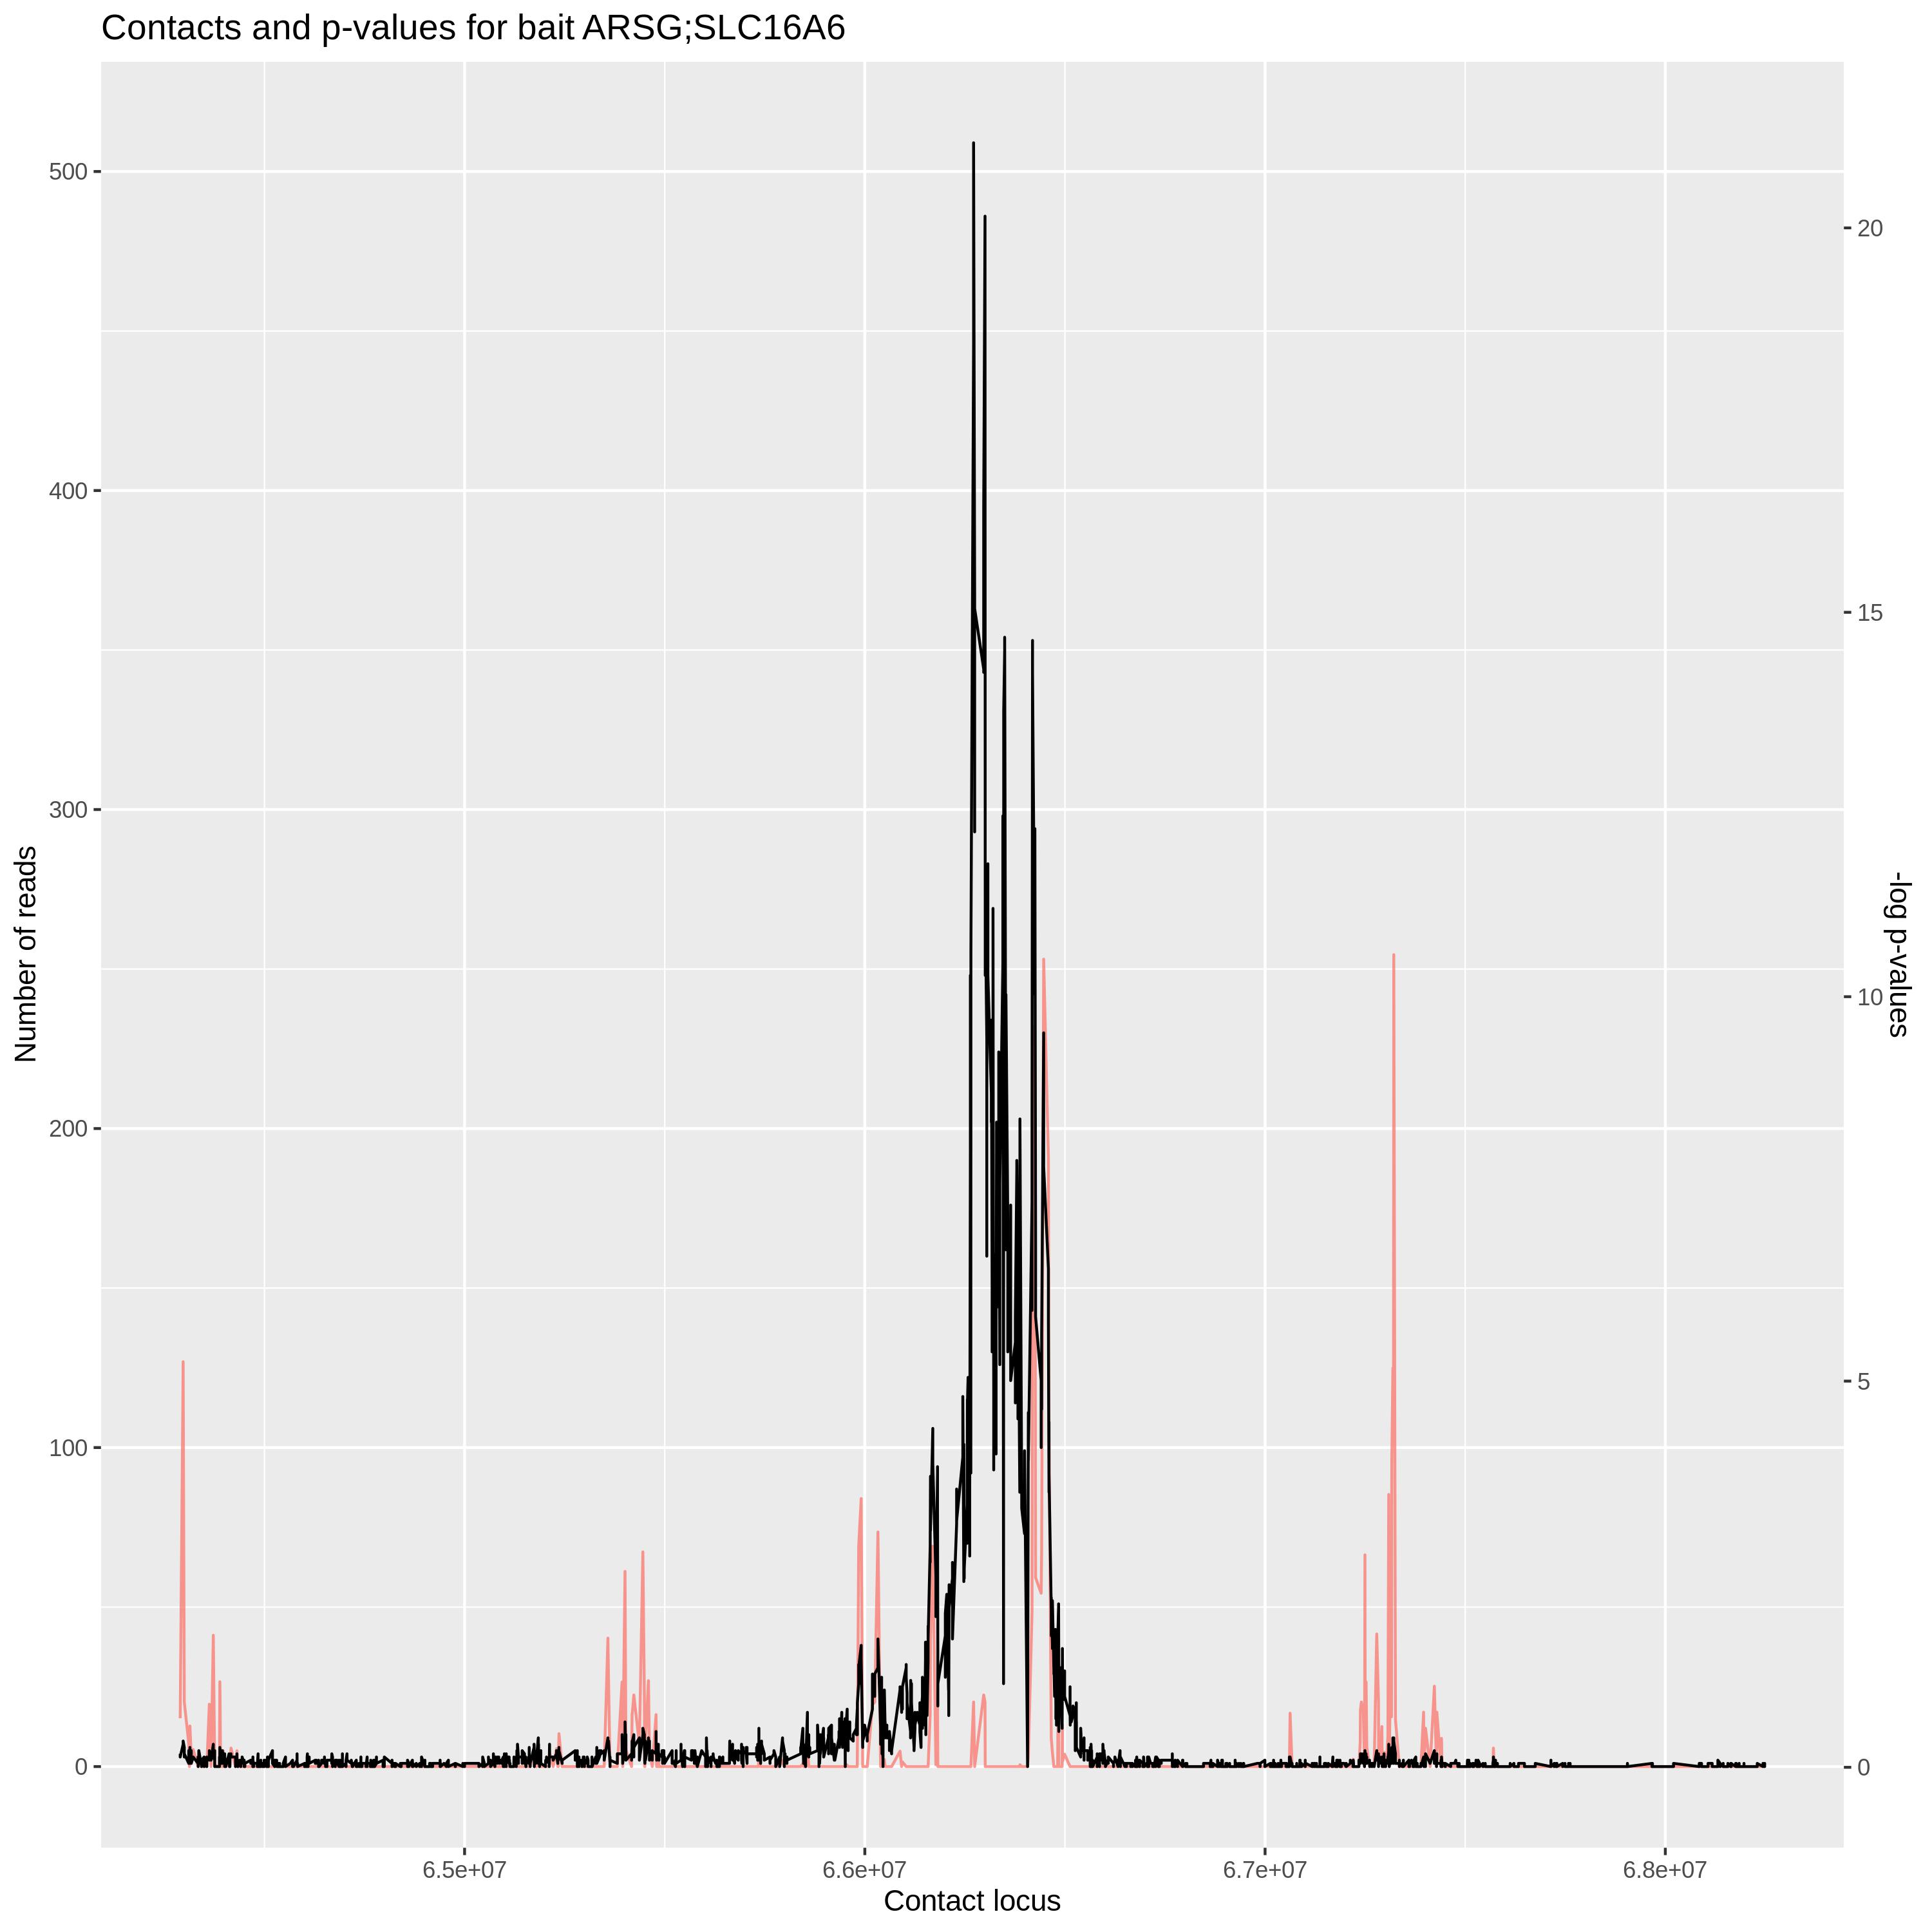 Contacts and p-values for bait ARSG;SLC16A6
500
400
300
200
100
0
Number of reads
20
15
10
5
0
-log p-values
6.5e+07 6.6e+07 6.7e+07 6.8e+07
Contact locus